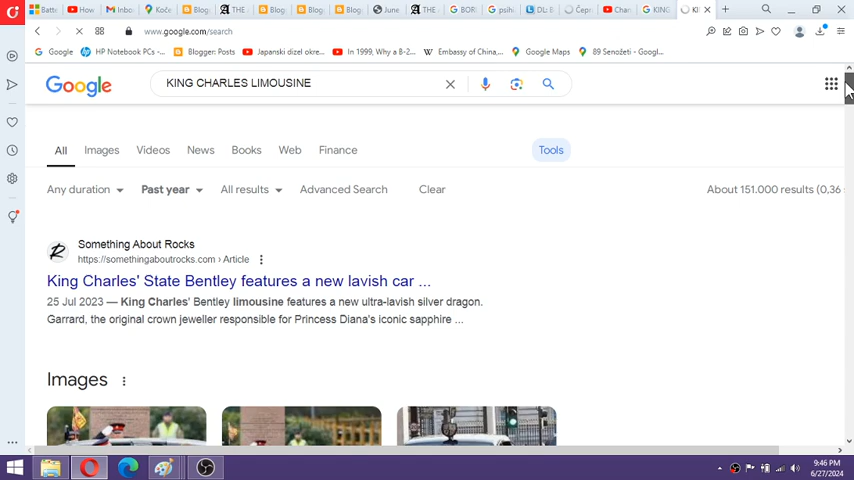 Batte
How
Inbo
Koče
Blog
THE
Blog
Blog
Blog
June
THE
BOR
psihi
DL: B
Čepr
Char
KING
KI
www.google.com/search
88
Google
HP Notebook PCs -...
Blogger: Posts
Japanski dizel okre...
In 1999, Why a B-2...
Embassy of China,...
Google Maps
89 Senožeti - Googl...
Google
KING CHARLES LIMOUSINE
All
Images
Videos
News
Books
Web
Finance
Tools
Any duration
Past year
All results
Advanced Search
Clear
About 151.000 results (0,36 s
Something About Rocks
https://somethingaboutrocks.com › Article
King Charles' State Bentley features a new lavish car ...
25 Jul 2023 — King Charles' Bentley limousine features a new ultra-lavish silver dragon.
Garrard, the original crown jeweller responsible for Princess Diana's iconic sapphire ...
Images
9:46 PM
6/27/2024